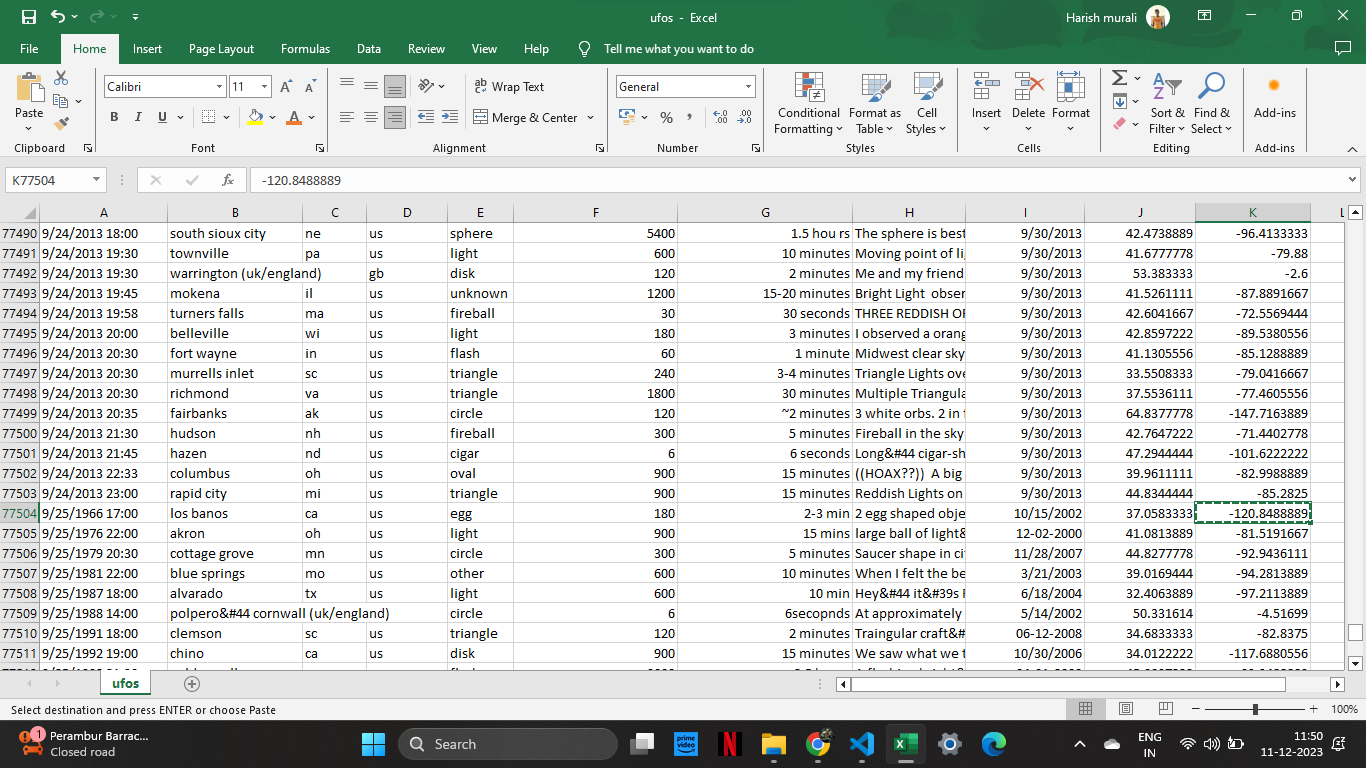 ufos - Excel
Harish murali
File Home Insert Page Layout Formulas Data Review View Help Tell me what you want to do
Paste
Clipboard
Calibri 11
B I U
Font
Wrap Text
Merge & Center
Alignment
General
% ,
Number
Conditional Formatting
Format as Table
Cell Styles
Styles
Insert Delete Format
Cells
Sort & Filter
Find & Select
Editing
Add-ins
Add-ins
K77504 fx -120.8488889
A B C D E F G H I J K L
77490 9/24/2013 18:00 south sioux city ne us sphere 5400 1.5 hou rs The sphere is best 9/30/2013 42.4738889 -96.4133333
77491 9/24/2013 19:30 townville pa us light 600 10 minutes Moving point of li 9/30/2013 41.6777778 -79.88
77492 9/24/2013 19:30 warrington (uk/england) gb disk 120 2 minutes Me and my friend 9/30/2013 53.383333 -2.6
77493 9/24/2013 19:45 mokena il us unknown 1200 15-20 minutes Bright Light obser 9/30/2013 41.5261111 -87.8891667
77494 9/24/2013 19:58 turners falls ma us fireball 30 30 seconds THREE REDDISH OR 9/30/2013 42.6041667 -72.5569444
77495 9/24/2013 20:00 belleville wi us light 180 3 minutes I observed a orang 9/30/2013 42.8597222 -89.5380556
77496 9/24/2013 20:30 fort wayne in us flash 60 1 minute Midwest clear sky 9/30/2013 41.1305556 -85.1288889
77497 9/24/2013 20:30 murrells inlet sc us triangle 240 3-4 minutes Triangle Lights ove 9/30/2013 33.5508333 -79.0416667
77498 9/24/2013 20:30 richmond va us triangle 1800 30 minutes Multiple Triangula 9/30/2013 37.5536111 -77.4605556
77499 9/24/2013 20:35 fairbanks ak us circle 120 ~2 minutes 3 white orbs. 2 in t 9/30/2013 64.8377778 -147.7163889
77500 9/24/2013 21:30 hudson nh us fireball 300 5 minutes Fireball in the sky 9/30/2013 42.7647222 -71.4402778
77501 9/24/2013 21:45 hazen nd us cigar 6 6 seconds Long&#44 cigar-sh 9/30/2013 47.2944444 -101.6222222
77502 9/24/2013 22:33 columbus oh us oval 900 15 minutes ((HOAX??)) A big 9/30/2013 39.9611111 -82.9988889
77503 9/24/2013 23:00 rapid city mi us triangle 900 15 minutes Reddish Lights on 9/30/2013 44.8344444 -85.2825
77504 9/25/1966 17:00 los banos ca us egg 180 2-3 min 2 egg shaped obje 10/15/2002 37.0583333 -120.8488889
77505 9/25/1976 22:00 akron oh us light 900 15 mins large ball of light& 12-02-2000 41.0813889 -81.5191667
77506 9/25/1979 20:30 cottage grove mn us circle 300 5 minutes Saucer shape in ci 11/28/2007 44.8277778 -92.9436111
77507 9/25/1981 22:00 blue springs mo us other 600 10 minutes When I felt the be 3/21/2003 39.0169444 -94.2813889
77508 9/25/1987 18:00 alvarado tx us light 600 10 min Hey&#44 it&#39s 6/18/2004 32.4063889 -97.2113889
77509 9/25/1988 14:00 polpero&#44 cornwall (uk/england) circle 6 6secopnds At approximately 5/14/2002 50.331614 -4.51699
77510 9/25/1991 18:00 clemson sc us triangle 120 2 minutes Traingular craft&# 06-12-2008 34.6833333 -82.8375
77511 9/25/1992 19:00 chino ca us disk 900 15 minutes We saw what we t 10/30/2006 34.0122222 -117.6880556
ufos
Select destination and press ENTER or choose Paste
100%
1 Perambur Barrac...
Closed road
Search
prime video
N
ENG
IN
11:50
11-12-2023